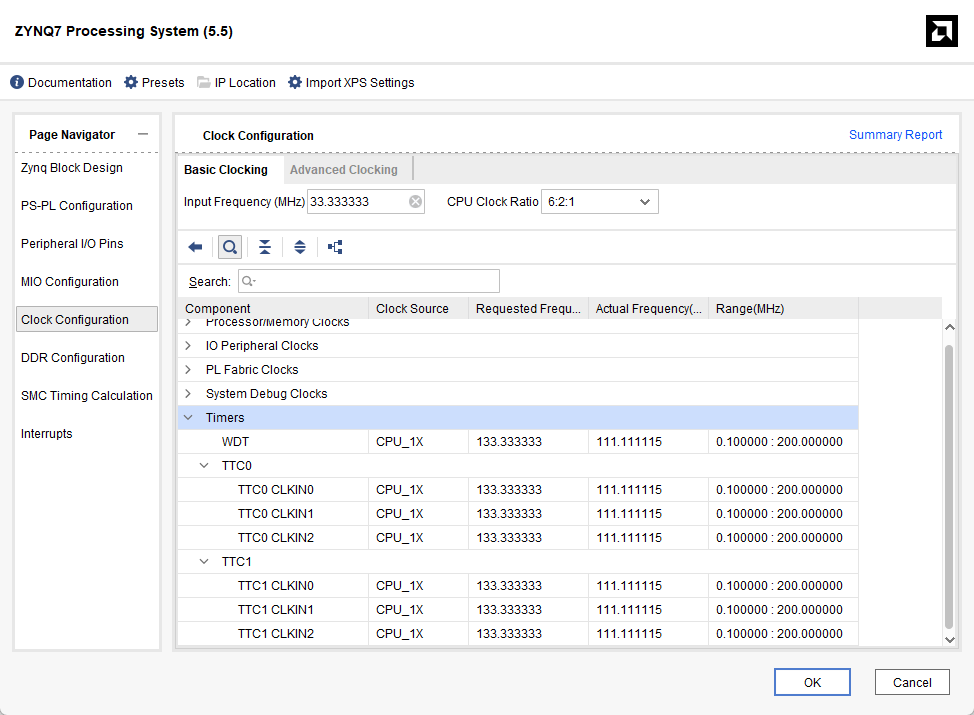 ZYNQ7 Processing System (5.5)
Documentation Presets IP Location Import XPS Settings
Page Navigator
Zynq Block Design
PS-PL Configuration
Peripheral I/O Pins
MIO Configuration
Clock Configuration
DDR Configuration
SMC Timing Calculation
Interrupts
Clock Configuration Summary Report
Basic Clocking Advanced Clocking
Input Frequency (MHz) 33.333333 CPU Clock Ratio 6:2:1
Search:
Component Clock Source Requested Frequ... Actual Frequency(... Range(MHz)
Processor/Memory Clocks
IO Peripheral Clocks
PL Fabric Clocks
System Debug Clocks
Timers
WDT CPU_1X 133.333333 111.111115 0.100000 : 200.000000
TTC0
TTC0 CLKIN0 CPU_1X 133.333333 111.111115 0.100000 : 200.000000
TTC0 CLKIN1 CPU_1X 133.333333 111.111115 0.100000 : 200.000000
TTC0 CLKIN2 CPU_1X 133.333333 111.111115 0.100000 : 200.000000
TTC1
TTC1 CLKIN0 CPU_1X 133.333333 111.111115 0.100000 : 200.000000
TTC1 CLKIN1 CPU_1X 133.333333 111.111115 0.100000 : 200.000000
TTC1 CLKIN2 CPU_1X 133.333333 111.111115 0.100000 : 200.000000
OK Cancel